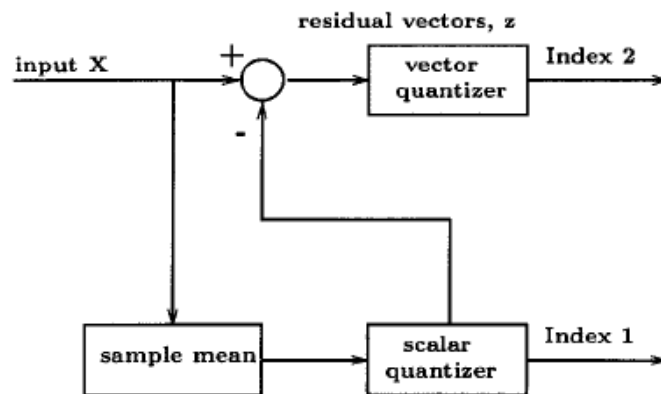 residual vectors, z
input X
+
vector
quantizer
Index 2
-
sample mean
scalar
quantizer
Index 1